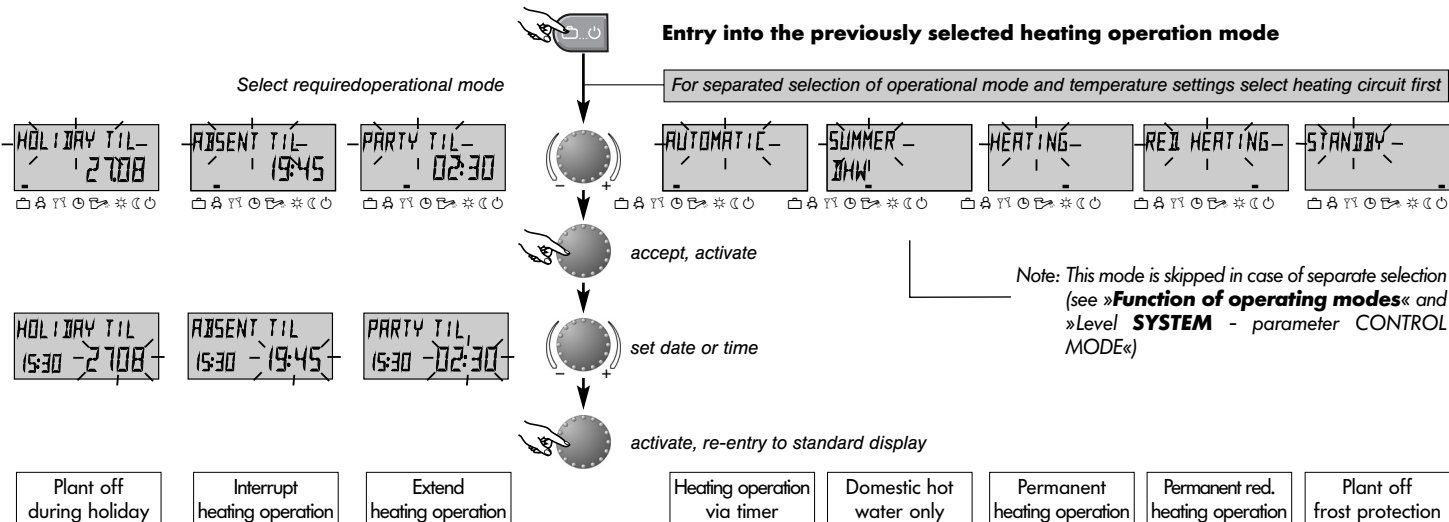 Entry into the previously selected heating operation mode
Select requiredoperational mode
For separated selection of operational mode and temperature settings select heating circuit first
HOLIDAY TIL
27.08
ABSENT TIL
19:45
PARTY TIL
02:30
- +
AUTOMATIC
SUMMER
DHW
HEATING
RED HEATING
STANDBY
accept, activate
Note: This mode is skipped in case of separate selection
(see »Function of operating modes« and
»Level SYSTEM - parameter CONTROL
MODE«)
HOLIDAY TIL
15:30 2708
ABSENT TIL
15:30 19:45
PARTY TIL
15:30 02:30
- +
set date or time
activate, re-entry to standard display
Plant off
during holiday
Interrupt
heating operation
Extend
heating operation
Heating operation
via timer
Domestic hot
water only
Permanent
heating operation
Permanent red.
heating operation
Plant off
frost protection